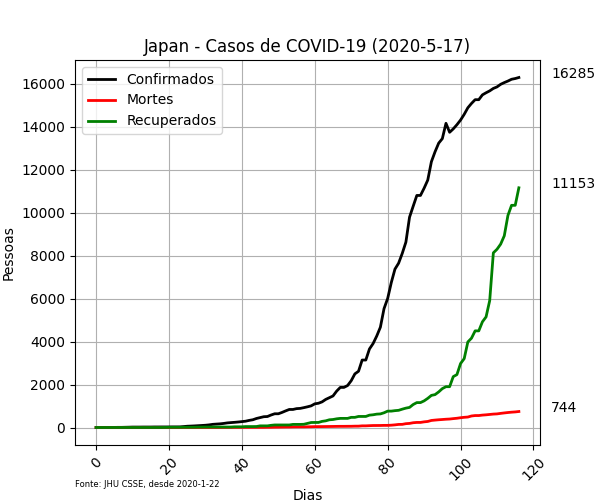 Japan - Casos de COVID-19 (2020-5-17)
Confirmados
Mortes
Recuperados
16285
11153
744
16000
14000
12000
10000
8000
6000
4000
2000
0
Pessoas
0
20
40
60
80
100
120
Fonte: JHU CSSE, desde 2020-1-22
Dias